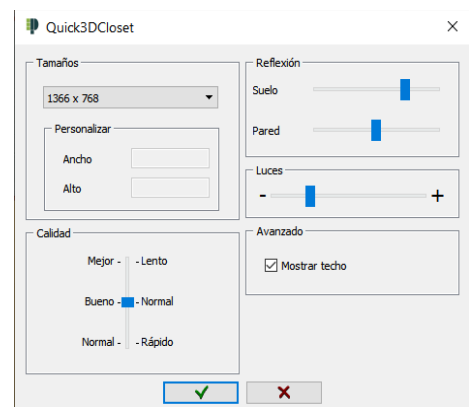 Quick3DCloset
Tamaños
1366 x 768
Personalizar
Ancho
Alto
Reflexión
Suelo
Pared
Luces
- +
Calidad
Mejor - - Lento
Bueno - - Normal
Normal - - Rápido
Avanzado
Mostrar techo